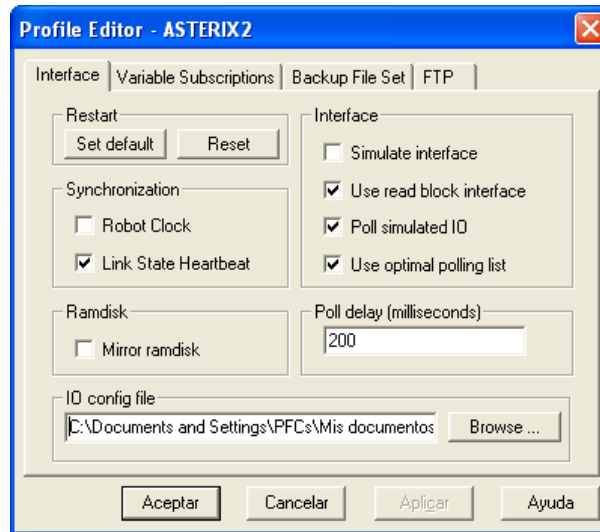 Profile Editor - ASTERIX2
Interface Variable Subscriptions Backup File Set FTP
Restart
Set default Reset
Synchronization
Robot Clock
Link State Heartbeat
Interface
Simulate interface
Use read block interface
Poll simulated IO
Use optimal polling list
Ramdisk
Mirror ramdisk
Poll delay (milliseconds)
200
IO config file
C:\Documents and Settings\PFCs\Mis documentos Browse ...
Aceptar Cancelar Aplicar Ayuda